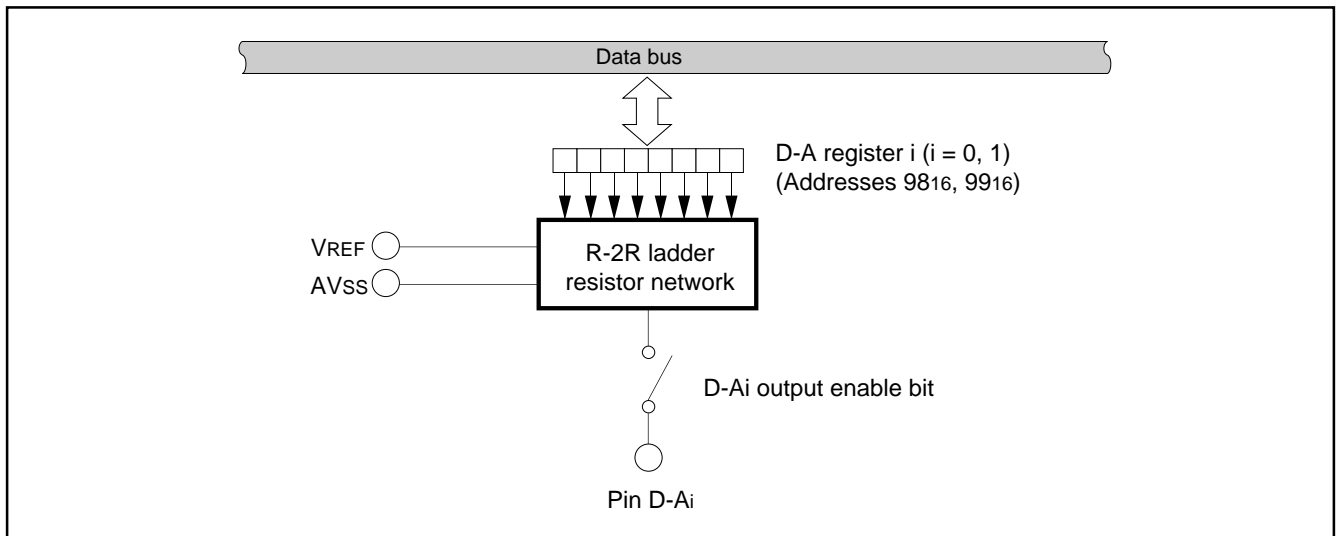 Data bus
D-A register i (i = 0, 1)
(Addresses 9816, 9916)
VREF
AVSS
R-2R ladder
resistor network
D-Ai output enable bit
Pin D-Ai